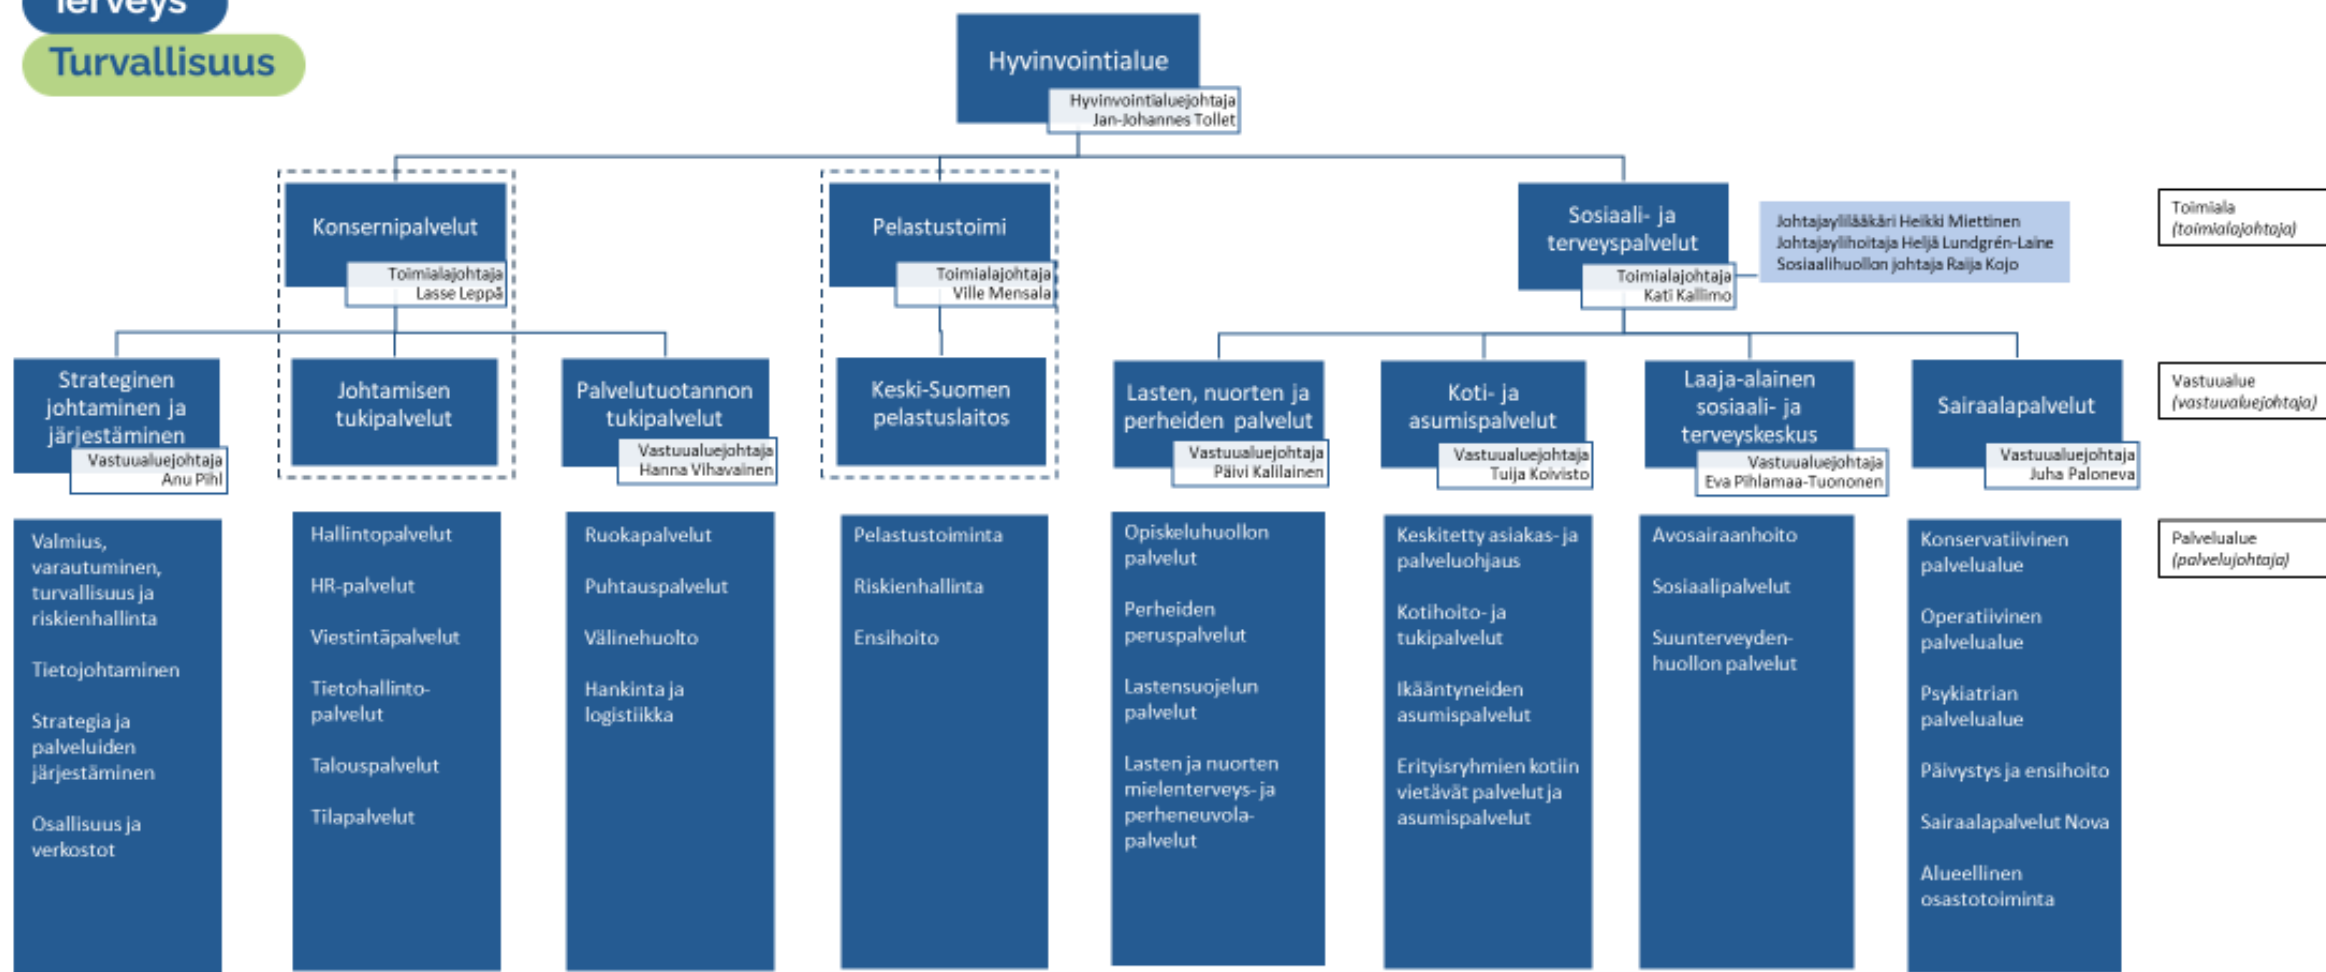 Terveys
Turvallisuus
Hyvinvointialue
Hyvinvointialuejohtaja
Jan-Johannes Tollet
Konsernipalvelut
Toimialajohtaja
Lasse Leppä
Pelastustoimi
Toimialajohtaja
Ville Mensala
Sosiaali- ja
terveyspalvelut
Toimialajohtaja
Kati Kallimo
Johtajaylilääkäri Heikki Miettinen
Johtajaylihoitaja Heljä Lundgrén-Laine
Sosiaalihuollon johtaja Raija Kojo
Toimiala
(toimialajohtaja)
Strateginen
johtaminen ja
järjestäminen
Vastuualuejohtaja
Anu Pihl
Johtamisen
tukipalvelut
Palvelutuotannon
tukipalvelut
Vastuualuejohtaja
Hanna Vihavainen
Keski-Suomen
pelastuslaitos
Lasten, nuorten ja
perheiden palvelut
Vastuualuejohtaja
Päivi Kalilainen
Koti- ja
asumispalvelut
Vastuualuejohtaja
Tuija Koivisto
Laaja-alainen
sosiaali- ja
terveyskeskus
Vastuualuejohtaja
Eva Pihlamaa-Tuononen
Sairaalapalvelut
Vastuualuejohtaja
Juha Paloneva
Vastuualue
(vastuualuejohtaja)
Valmius,
varautuminen,
turvallisuus ja
riskienhallinta
Tietojohtaminen
Strategia ja
palveluiden
järjestäminen
Osallisuus ja
verkostot
Hallintopalvelut
HR-palvelut
Viestintäpalvelut
Tietohallinto-
palvelut
Talouspalvelut
Tilapalvelut
Ruokapalvelut
Puhtauspalvelut
Välinehuolto
Hankinta ja
logistiikka
Pelastustoiminta
Riskienhallinta
Ensihoito
Opiskeluhuollon
palvelut
Perheiden
peruspalvelut
Lastensuojelun
palvelut
Lasten ja nuorten
mielenterveys- ja
perheneuvola-
palvelut
Keskitetty asiakas- ja
palveluohjaus
Kotihoito- ja
tukipalvelut
Ikääntyneiden
asumispalvelut
Erityisryhmien kotiin
vietävät palvelut ja
asumispalvelut
Avosairaanhoito
Sosiaalipalvelut
Suunterveyden-
huollon palvelut
Konservatiivinen
palvelualue
Operatiivinen
palvelualue
Psykiatrian
palvelualue
Päivystys ja ensihoito
Sairaalapalvelut Nova
Alueellinen
osastotoiminta
Palvelualue
(palvelujohtaja)